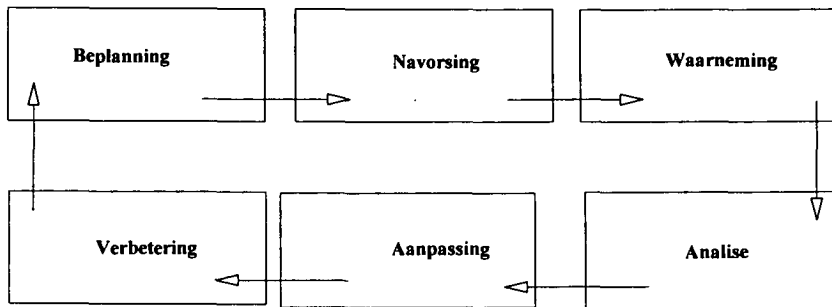 Beplanning
Navorsing
Waarneming
Verbetering
Aanpassing
Analise